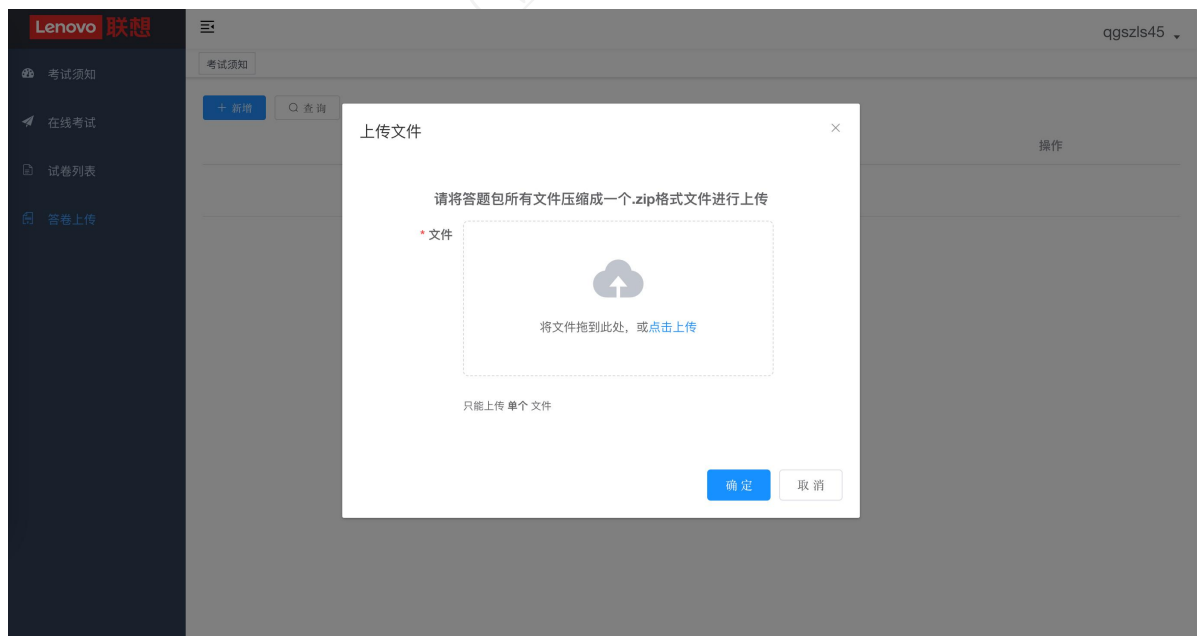 Lenovo 联想
qgszls45
考试须知
考试须知
新增
查询
在线考试
操作
试卷列表
答卷上传
上传文件
请将答题包所有文件压缩成一个.zip格式文件进行上传
* 文件
将文件拖到此处，或点击上传
只能上传 单个 文件
确定
取消